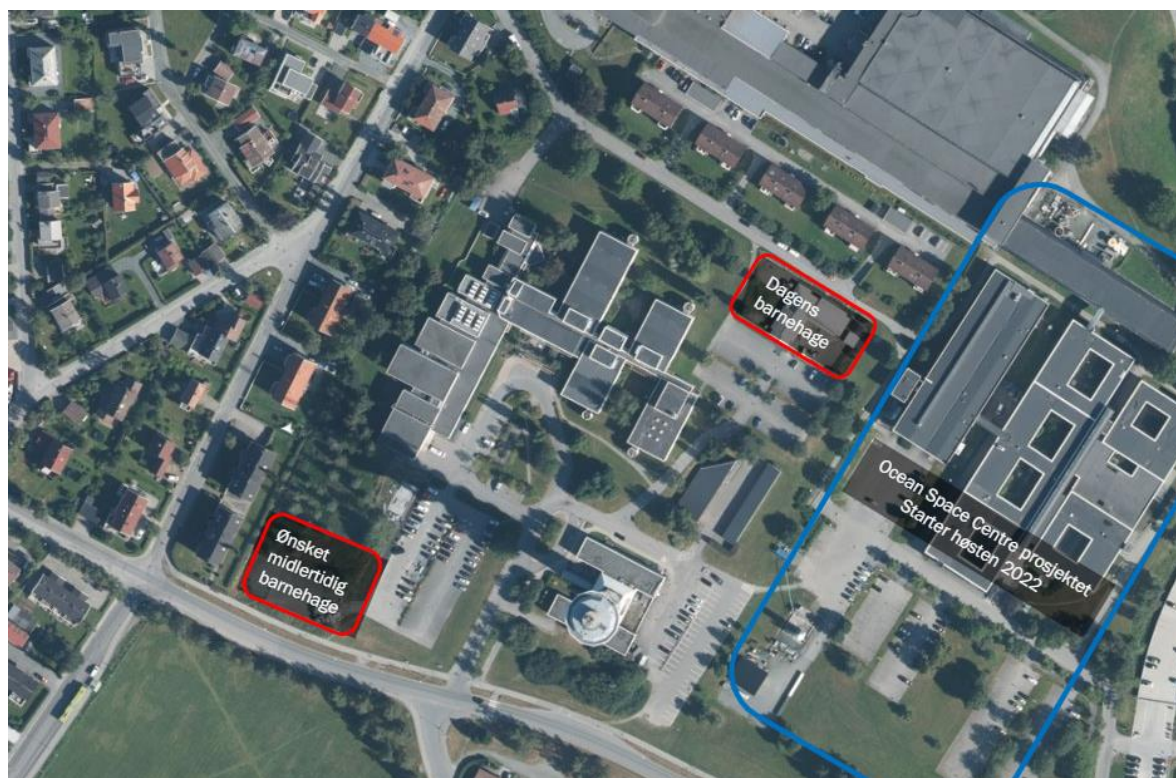 Dagens
barnehage
Ocean Space Centre prosjektet
Starter høsten 2022
Ønsket
midlertidig
barnehage